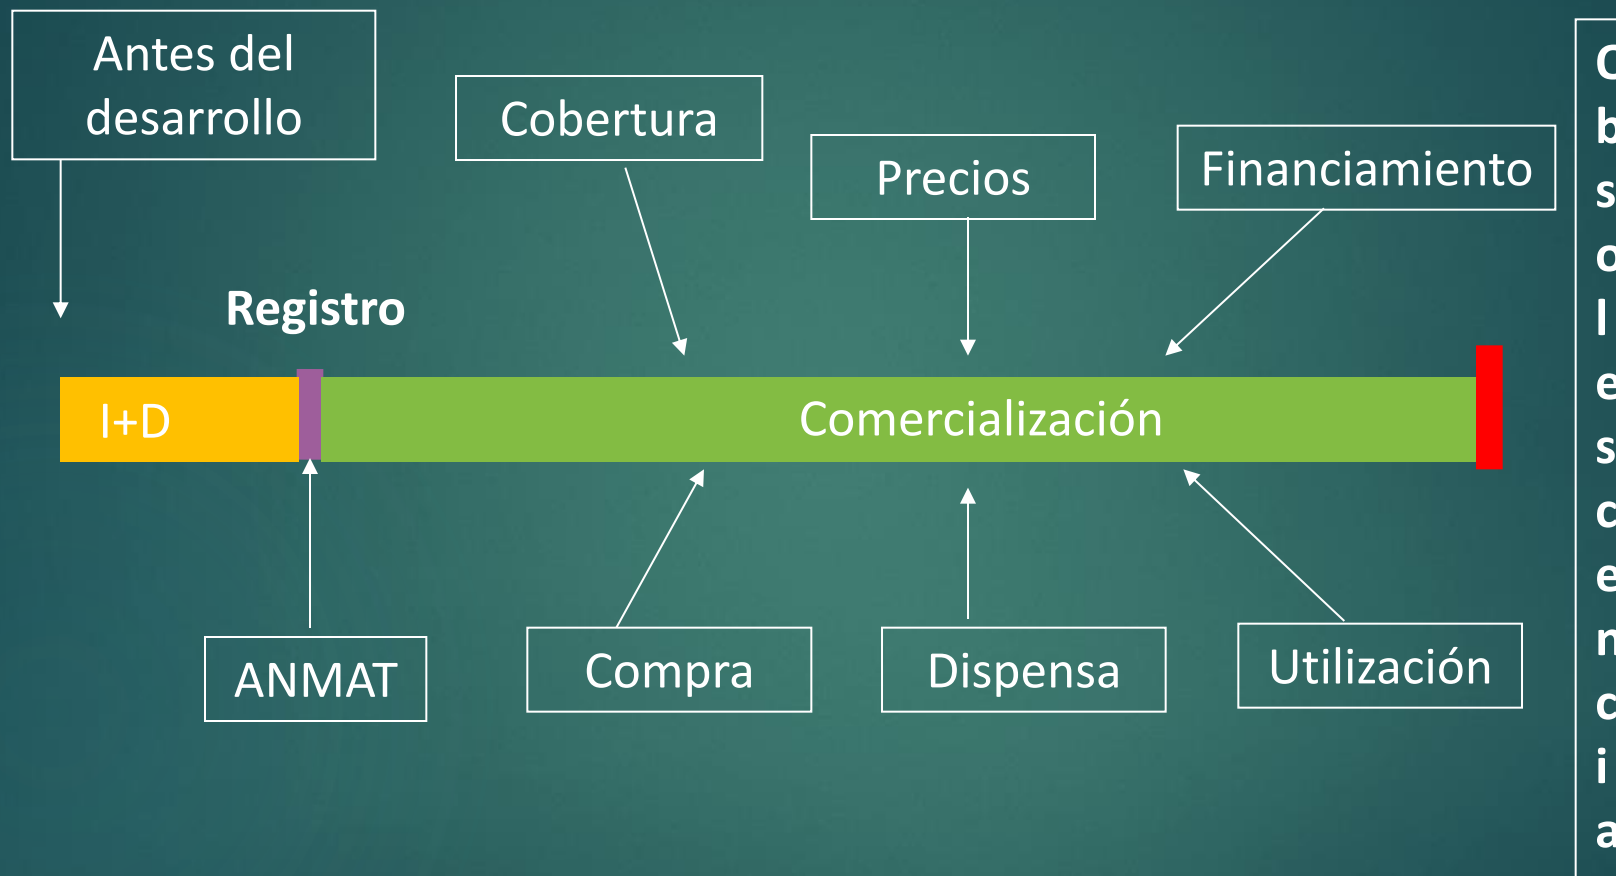 Antes del
desarrollo
Cobertura
Precios
Financiamiento
Registro
I+D
Comercialización
ANMAT
Compra
Dispensa
Utilización
O
b
s
o
l
e
s
c
e
n
c
i
a